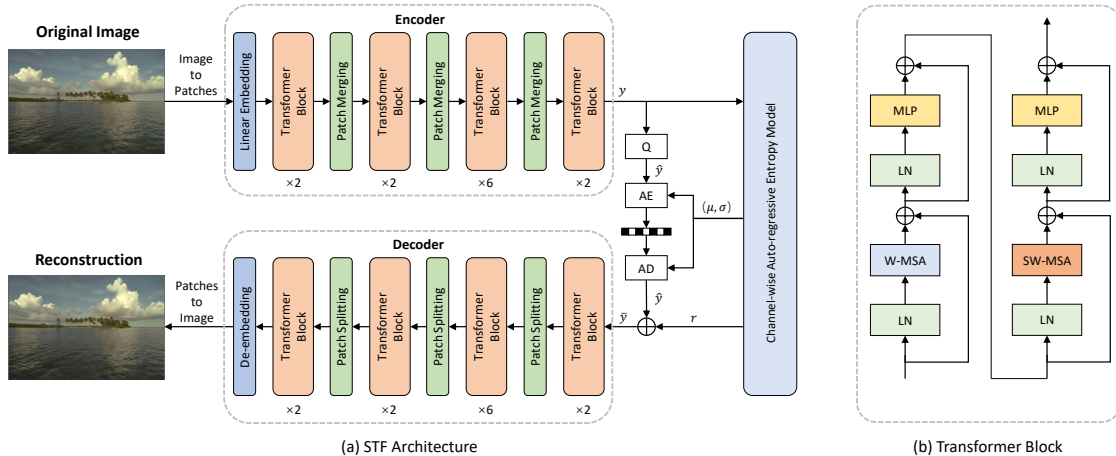 Encoder
Original Image
Image to Patches
Linear Embedding
Transformer Block
Patch Merging
Transformer Block
Patch Merging
Transformer Block
Patch Merging
Transformer Block
×2
×2
×6
×2
y
Q
ŷ
AE
(μ, σ)
AD
ŷ
ȳ
r
Channel-wise Auto-regressive Entropy Model
Decoder
Reconstruction
Patches to Image
De-embedding
Transformer Block
Patch Splitting
Transformer Block
Patch Splitting
Transformer Block
Patch Splitting
Transformer Block
×2
×2
×6
×2
(a) STF Architecture
MLP
LN
W-MSA
LN
MLP
LN
SW-MSA
LN
(b) Transformer Block